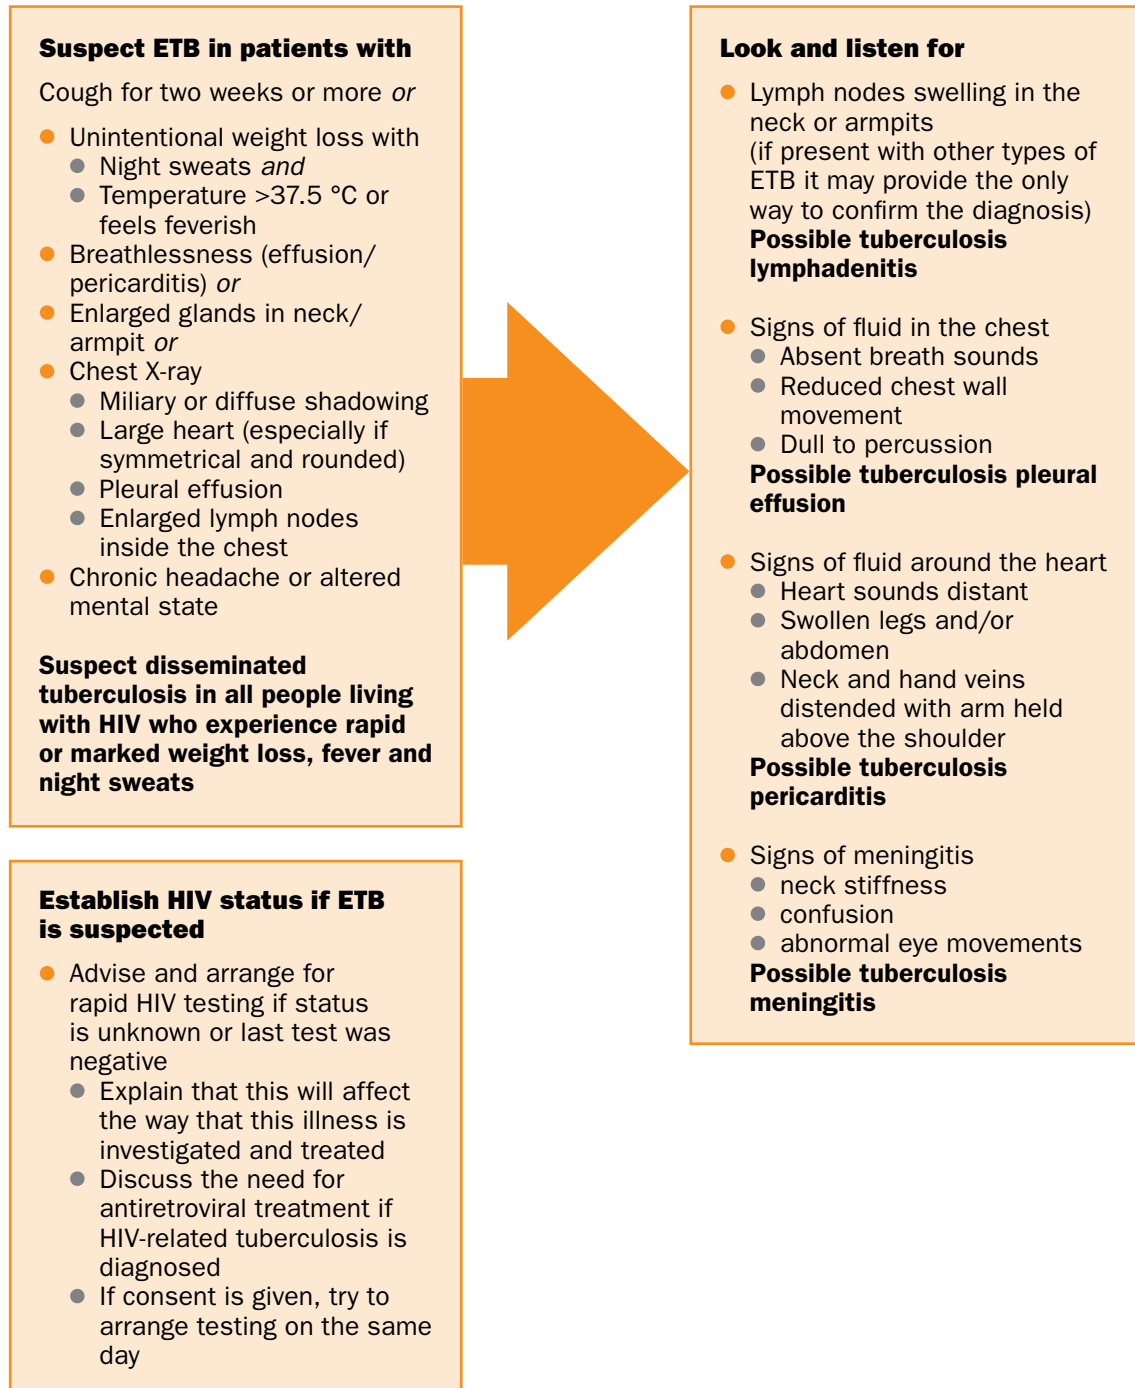 Suspect ETB in patients with
Cough for two weeks or more or
● Unintentional weight loss with
● Night sweats and
● Temperature >37.5 °C or
feels feverish
● Breathlessness (effusion/
pericarditis) or
● Enlarged glands in neck/
armpit or
● Chest X-ray
● Miliary or diffuse shadowing
● Large heart (especially if
symmetrical and rounded)
● Pleural effusion
● Enlarged lymph nodes
inside the chest
● Chronic headache or altered
mental state
Suspect disseminated
tuberculosis in all people living
with HIV who experience rapid
or marked weight loss, fever and
night sweats
Establish HIV status if ETB
is suspected
● Advise and arrange for
rapid HIV testing if status
is unknown or last test was
negative
● Explain that this will affect
the way that this illness is
investigated and treated
● Discuss the need for
antiretroviral treatment if
HIV-related tuberculosis is
diagnosed
● If consent is given, try to
arrange testing on the same
day
Look and listen for
● Lymph nodes swelling in the
neck or armpits
(if present with other types of
ETB it may provide the only
way to confirm the diagnosis)
Possible tuberculosis
lymphadenitis
● Signs of fluid in the chest
● Absent breath sounds
● Reduced chest wall
movement
● Dull to percussion
Possible tuberculosis pleural
effusion
● Signs of fluid around the heart
● Heart sounds distant
● Swollen legs and/or
abdomen
● Neck and hand veins
distended with arm held
above the shoulder
Possible tuberculosis
pericarditis
● Signs of meningitis
● neck stiffness
● confusion
● abnormal eye movements
Possible tuberculosis
meningitis